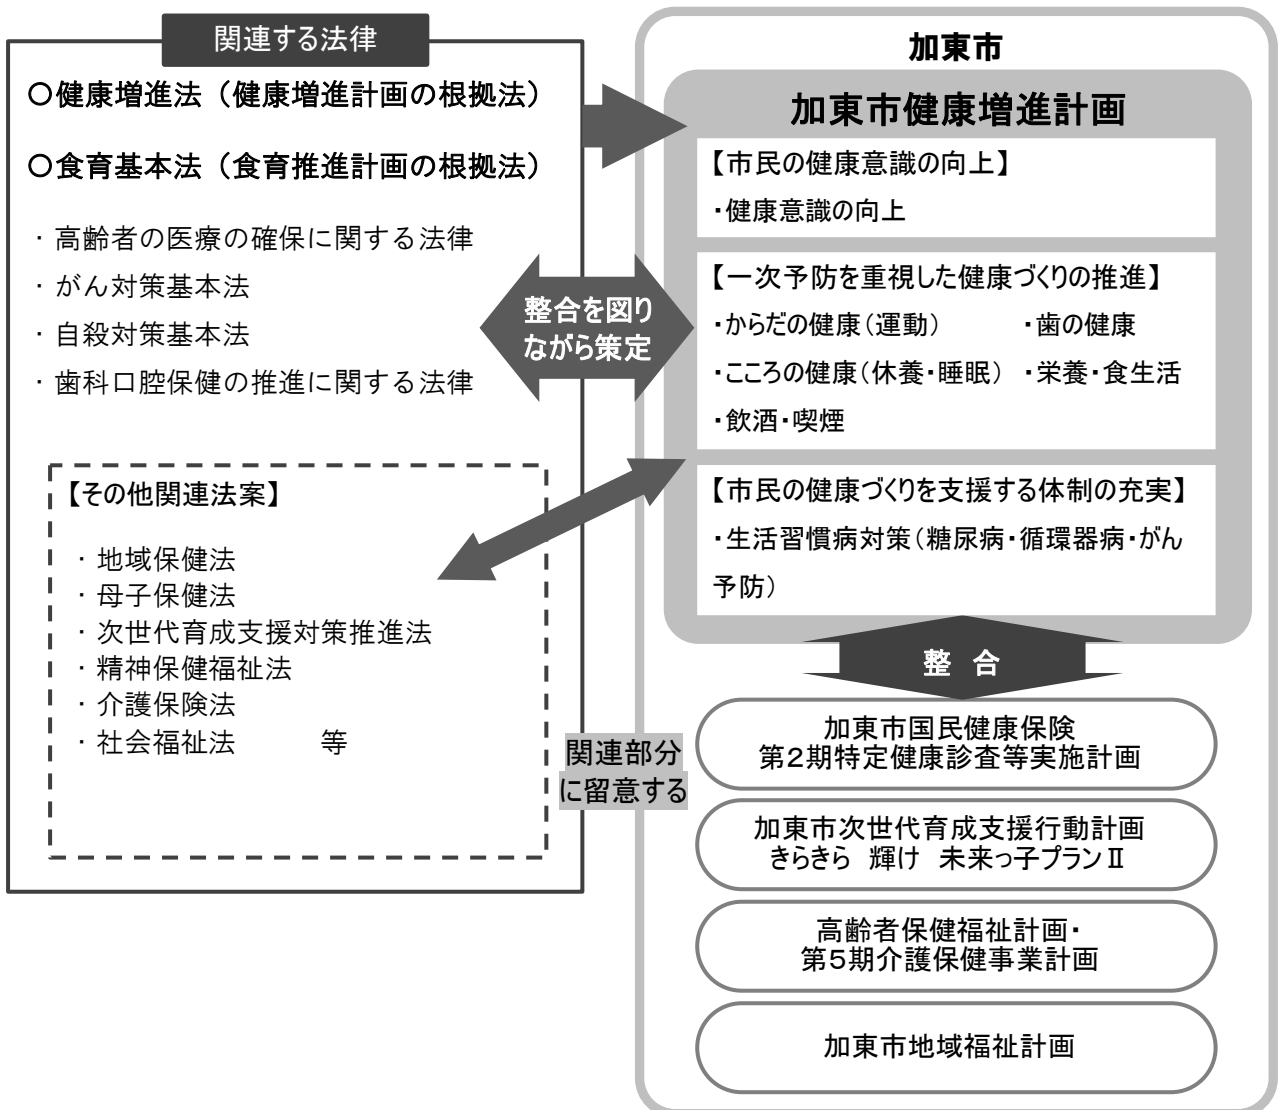 関連する法律
〇健康増進法（健康増進計画の根拠法）
〇食育基本法（食育推進計画の根拠法）
・高齢者の医療の確保に関する法律
・がん対策基本法
・自殺対策基本法
・歯科口腔保健の推進に関する法律
【その他関連法案】
・地域保健法
・母子保健法
・次世代育成支援対策推進法
・精神保健福祉法
・介護保険法
・社会福祉法　　　等
整合を図り
ながら策定
関連部分
に留意する
加東市
加東市健康増進計画
【市民の健康意識の向上】
・健康意識の向上
【一次予防を重視した健康づくりの推進】
・からだの健康（運動）　　　・歯の健康
・こころの健康（休養・睡眠）　・栄養・食生活
・飲酒・喫煙
【市民の健康づくりを支援する体制の充実】
・生活習慣病対策（糖尿病・循環器病・がん
予防）
整 合
加東市国民健康保険
第２期特定健康診査等実施計画
加東市次世代育成支援行動計画
きらきら　輝け　未来っ子プランⅡ
高齢者保健福祉計画・
第５期介護保健事業計画
加東市地域福祉計画